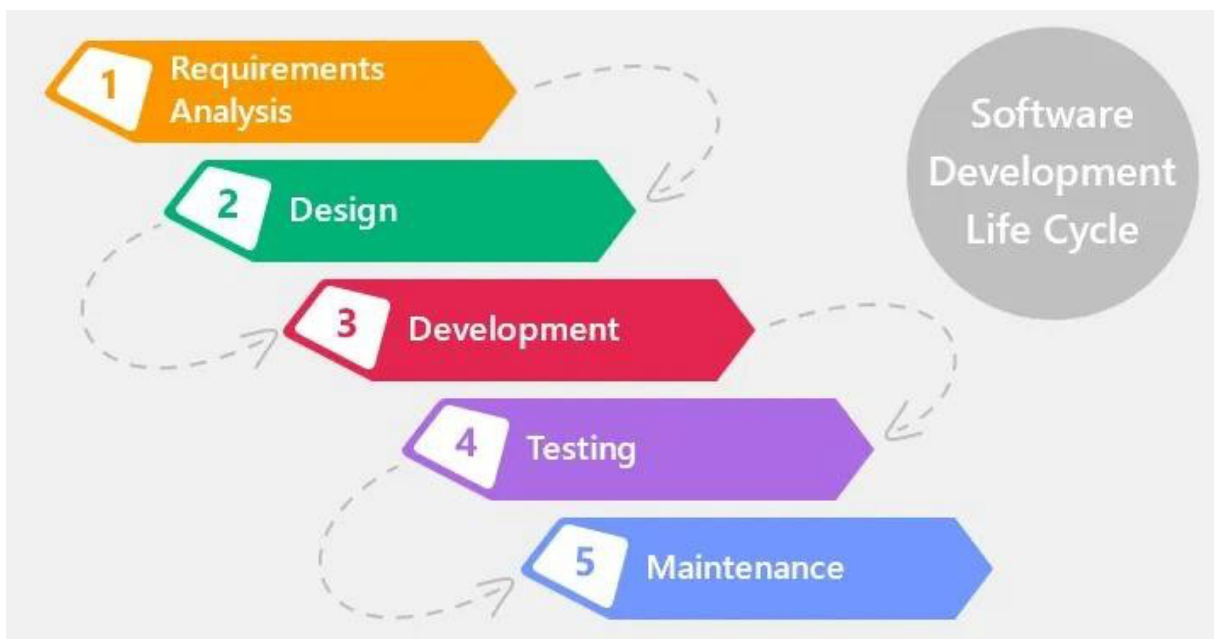 1
Requirements
Analysis
2
Design
3
Development
4
Testing
5
Maintenance
Software
Development
Life Cycle